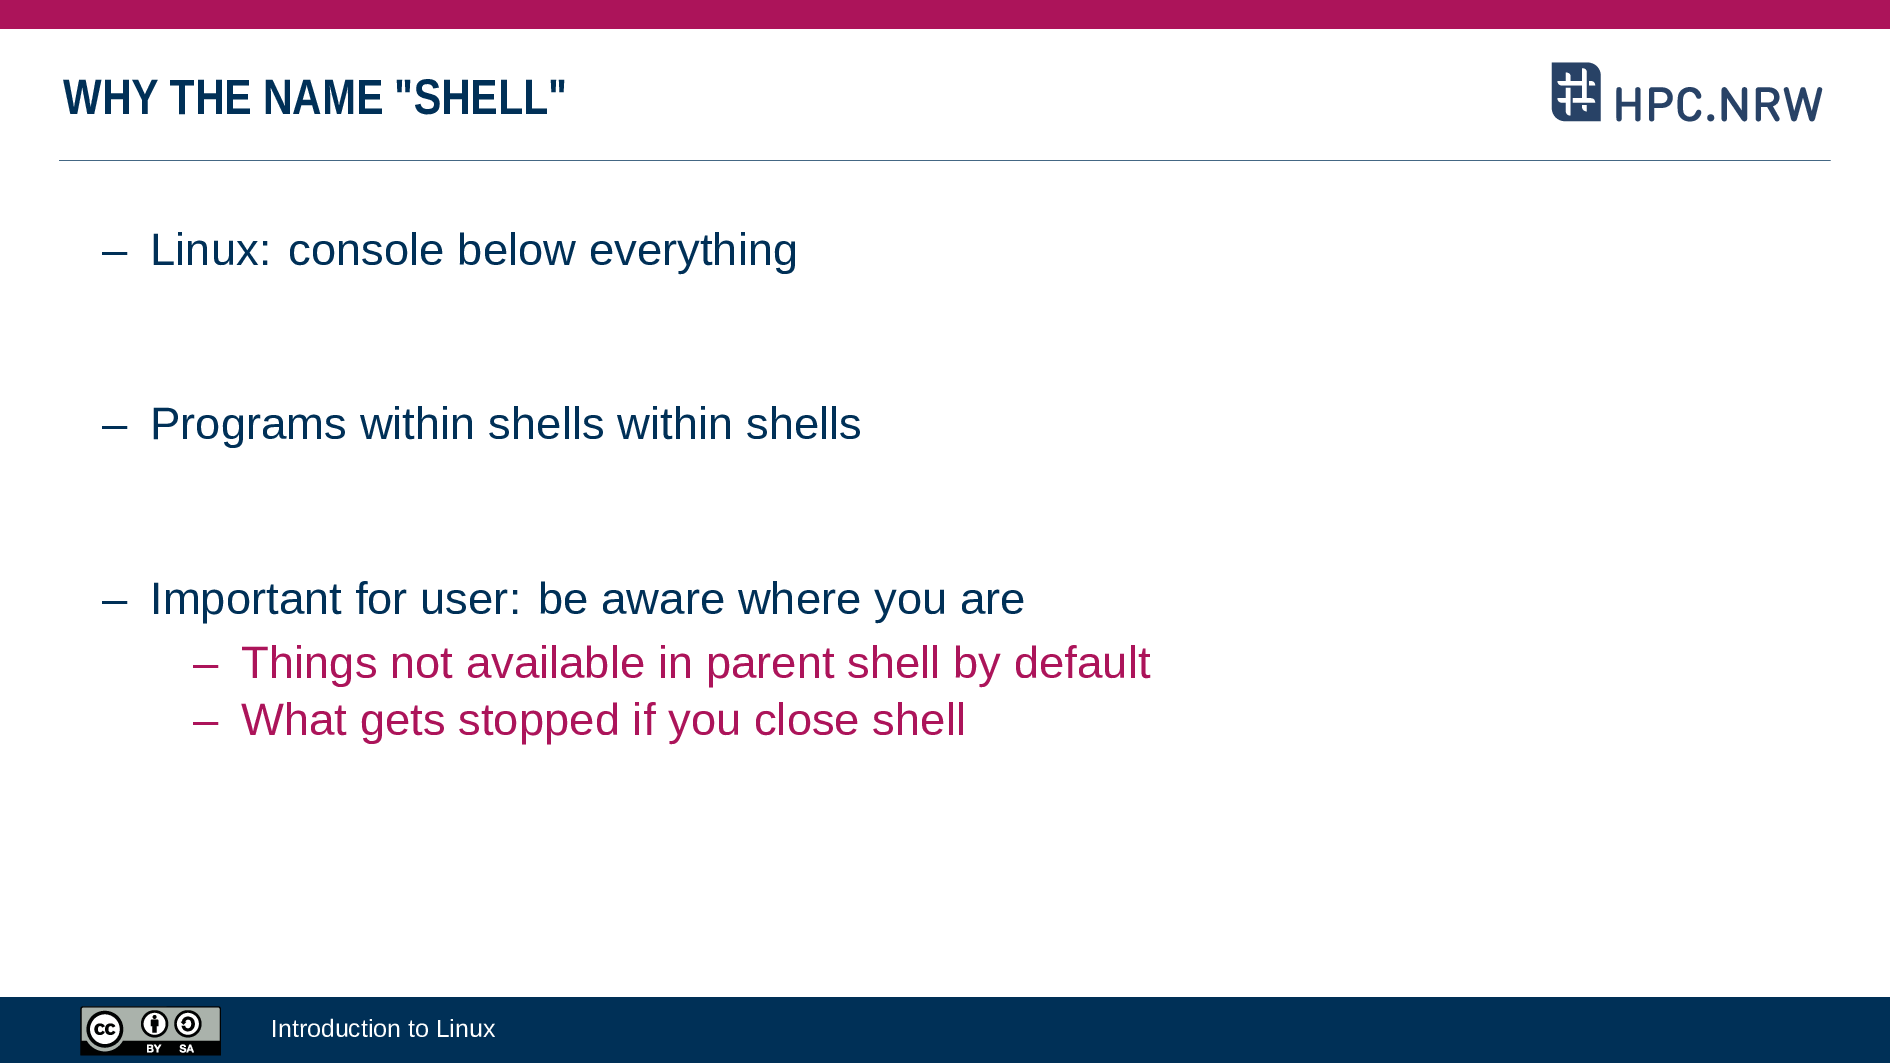 WHY THE NAME "SHELL"
HPC.NRW
– Linux: console below everything
– Programs within shells within shells
– Important for user: be aware where you are
– Things not available in parent shell by default
– What gets stopped if you close shell
cc BY SA
Introduction to Linux